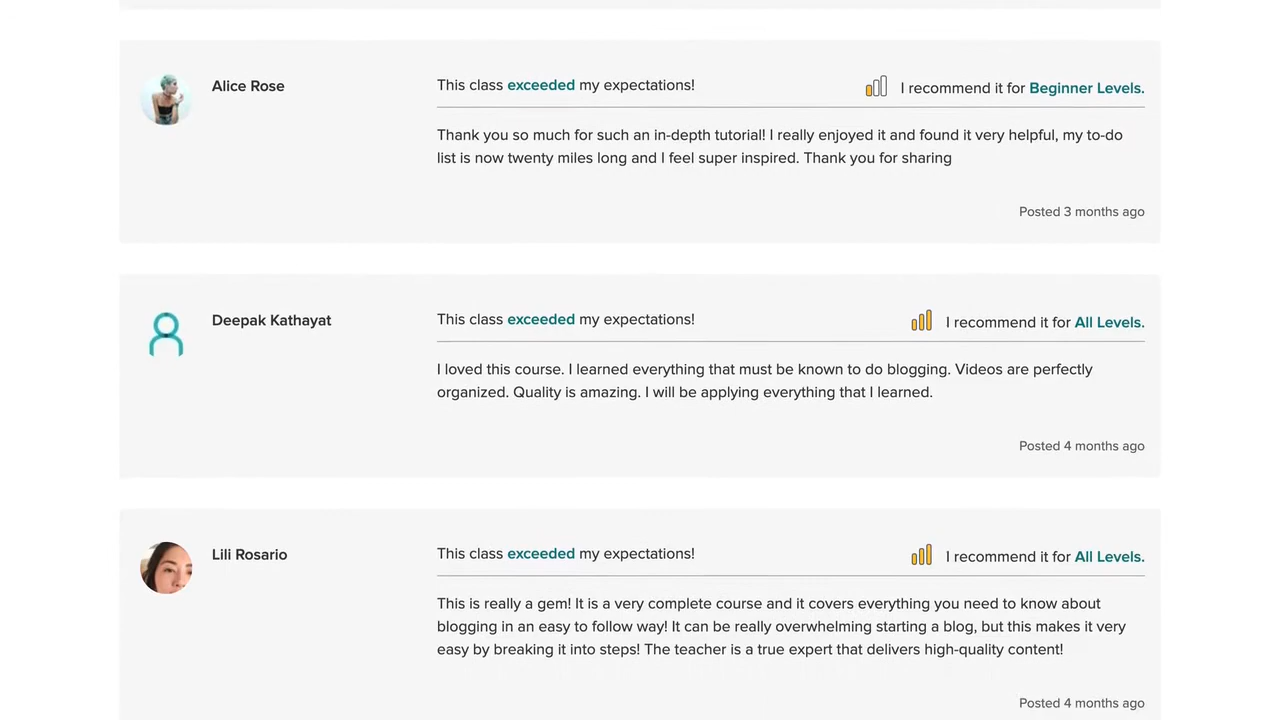 Alice Rose
This class exceeded my expectations!
I recommend it for Beginner Levels.
Thank you so much for such an in-depth tutorial! I really enjoyed it and found it very helpful, my to-do
list is now twenty miles long and I feel super inspired. Thank you for sharing
Posted 3 months ago
Deepak Kathayat
This class exceeded my expectations!
I recommend it for All Levels.
I loved this course. I learned everything that must be known to do blogging. Videos are perfectly
organized. Quality is amazing. I will be applying everything that I learned.
Posted 4 months ago
Lili Rosario
This class exceeded my expectations!
I recommend it for All Levels.
This is really a gem! It is a very complete course and it covers everything you need to know about
blogging in an easy to follow way! It can be really overwhelming starting a blog, but this makes it very
easy by breaking it into steps! The teacher is a true expert that delivers high-quality content!
Posted 4 months ago